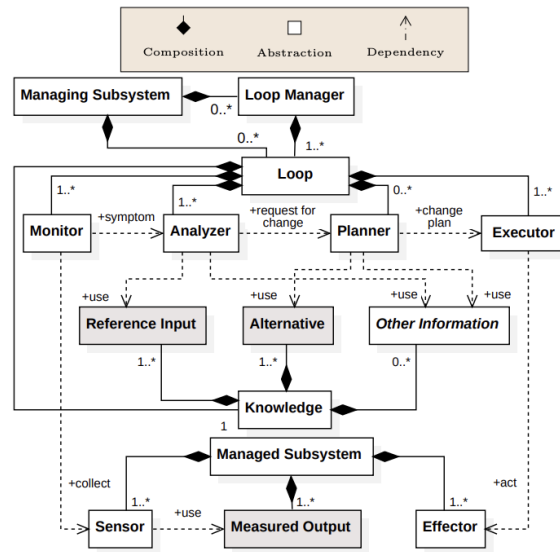 Composition Abstraction Dependency
Managing Subsystem
Loop Manager
0..*
0..*
1..*
Loop
1..*
1..*
0..*
1..*
+symptom
+request for
change
+change
plan
Monitor
Analyzer
Planner
Executor
+use
+use
+use
+use
Reference Input
Alternative
Other Information
1..*
1..*
0..*
Knowledge
1
Managed Subsystem
+collect
+act
1..*
+use
1..*
1..*
Sensor
Measured Output
Effector